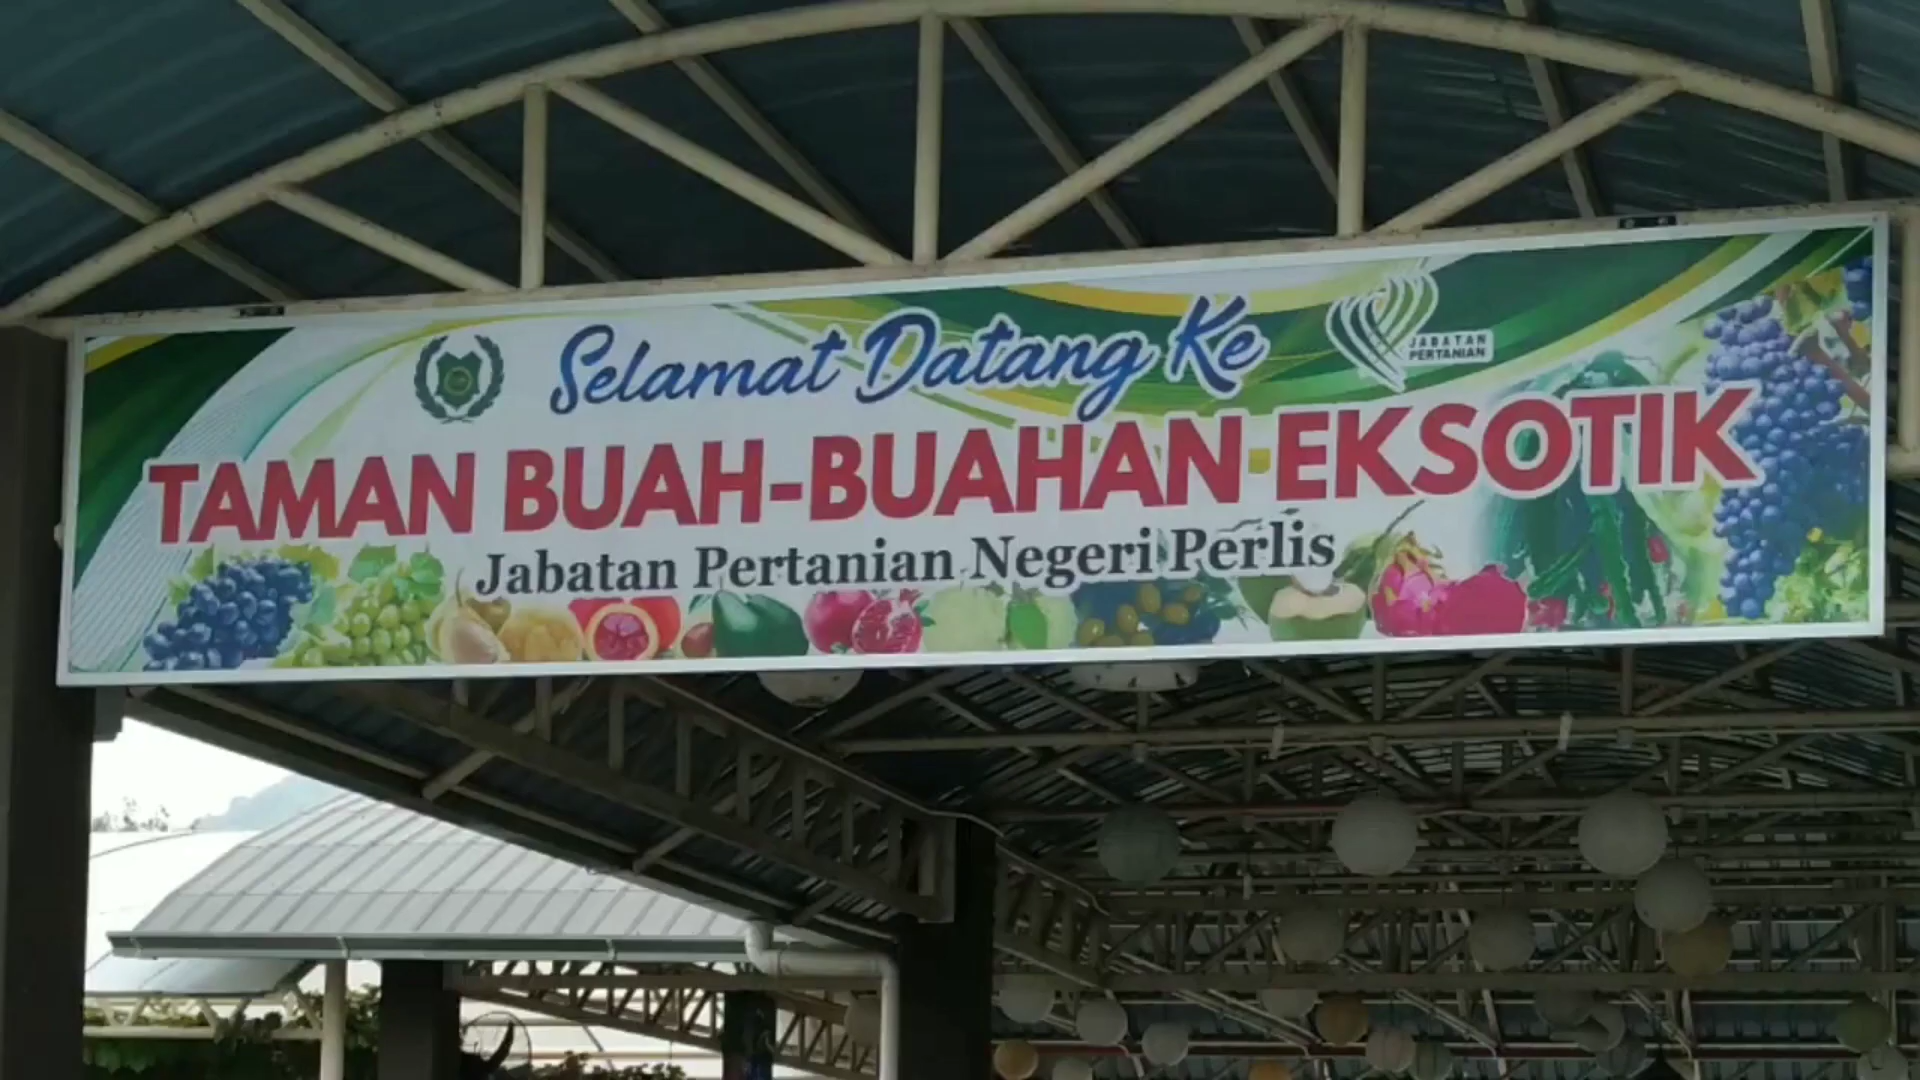 Selamat Datang Ke
JABATAN
PERTANIAN
TAMAN BUAH-BUAHAN EKSOTIK
Jabatan Pertanian Negeri Perlis